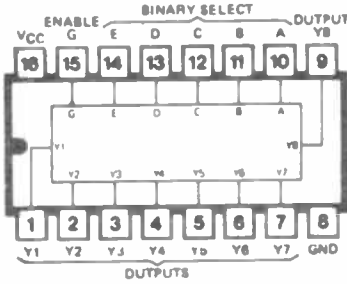 BINARY SELECT
ENABLE OUTPUT
VCC G E D C B A Y8
16 15 14 13 12 11 10 9
G E D C B A
Y1 Y8
Y2 Y3 Y4 Y5 Y6 Y7
1 2 3 4 5 6 7 8
Y1 Y2 Y3 Y4 Y5 Y6 Y7 GND
OUTPUTS